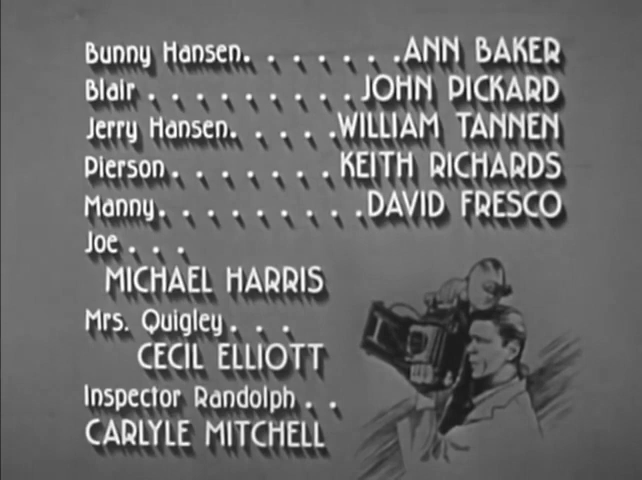 Bunny Hansen. . . . . . .ANN BAKER
Blair . . . . . . . . . .JOHN PICKARD
Jerry Hansen. . . . .WILLIAM TANNEN
Pierson . . . . . . . KEITH RICHARDS
Manny. . . . . . . . .DAVID FRESCO
Joe . . .
MICHAEL HARRIS
Mrs. Quigley . . .
CECIL ELLIOTT
Inspector Randolph . .
CARLYLE MITCHELL